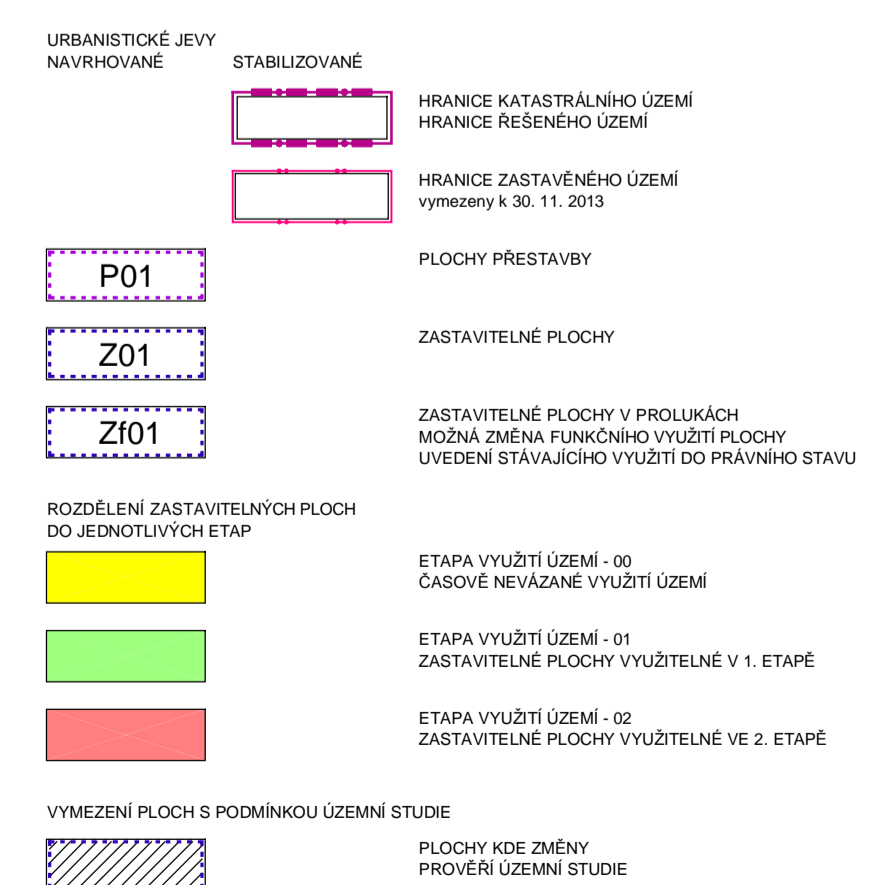 URBANISTICKÉ JEVY
NAVRHOVANÉ STABILIZOVANÉ
HRANICE KATASTRÁLNÍHO ÚZEMÍ
HRANICE ŘEŠENÉHO ÚZEMÍ
HRANICE ZASTAVĚNÉHO ÚZEMÍ
vymezeny k 30. 11. 2013
P01 PLOCHY PŘESTAVBY
Z01 ZASTAVITELNÉ PLOCHY
Zf01 ZASTAVITELNÉ PLOCHY V PROLUKÁCH
MOŽNÁ ZMĚNA FUNKČNÍHO VYUŽITÍ PLOCHY
UVEDENÍ STÁVAJÍCÍHO VYUŽITÍ DO PRÁVNÍHO STAVU
ROZDĚLENÍ ZASTAVITELNÝCH PLOCH
DO JEDNOTLIVÝCH ETAP
ETAPA VYUŽITÍ ÚZEMÍ - 00
ČASOVĚ NEVÁZANÉ VYUŽITÍ ÚZEMÍ
ETAPA VYUŽITÍ ÚZEMÍ - 01
ZASTAVITELNÉ PLOCHY VYUŽITELNÉ V 1. ETAPĚ
ETAPA VYUŽITÍ ÚZEMÍ - 02
ZASTAVITELNÉ PLOCHY VYUŽITELNÉ VE 2. ETAPĚ
VYMEZENÍ PLOCH S PODMÍNKOU ÚZEMNÍ STUDIE
PLOCHY KDE ZMĚNY
PROVĚŘÍ ÚZEMNÍ STUDIE